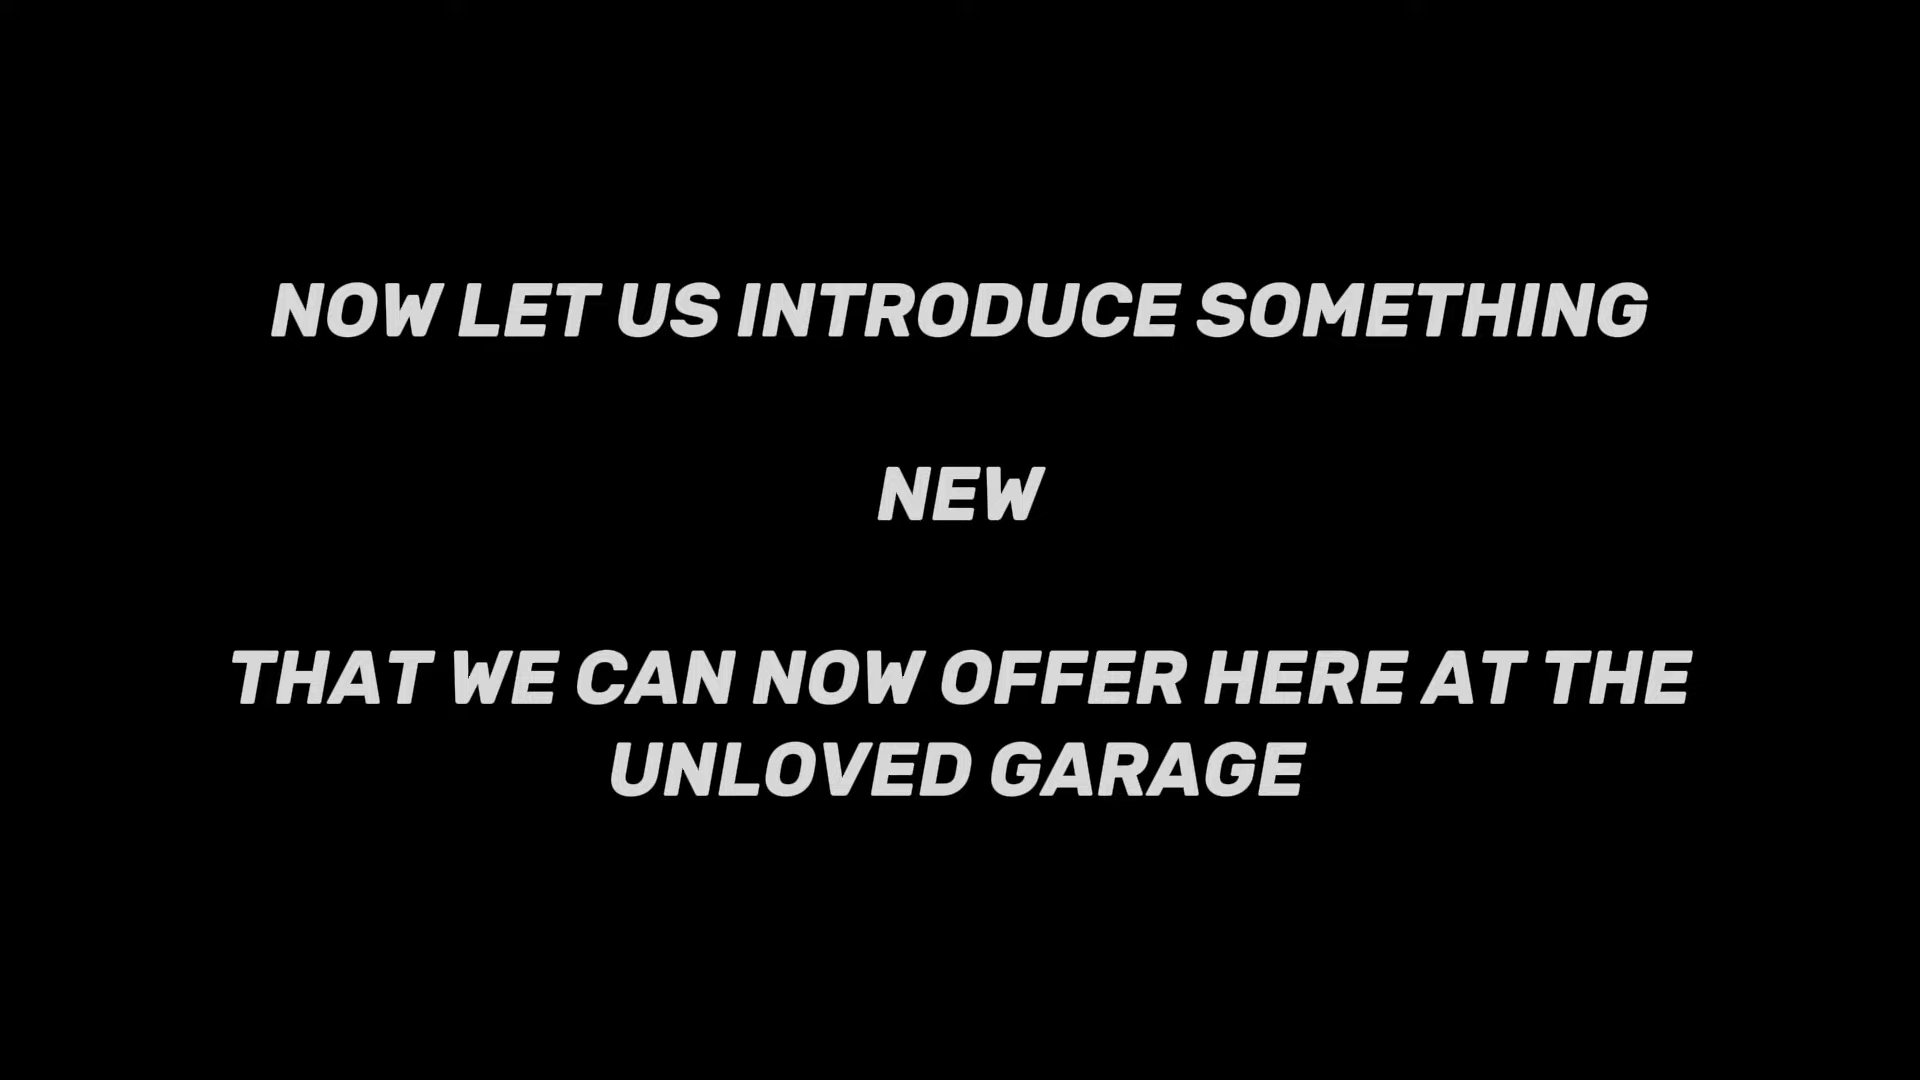 NOW LET US INTRODUCE SOMETHING
NEW
THAT WE CAN NOW OFFER HERE AT THE
UNLOVED GARAGE